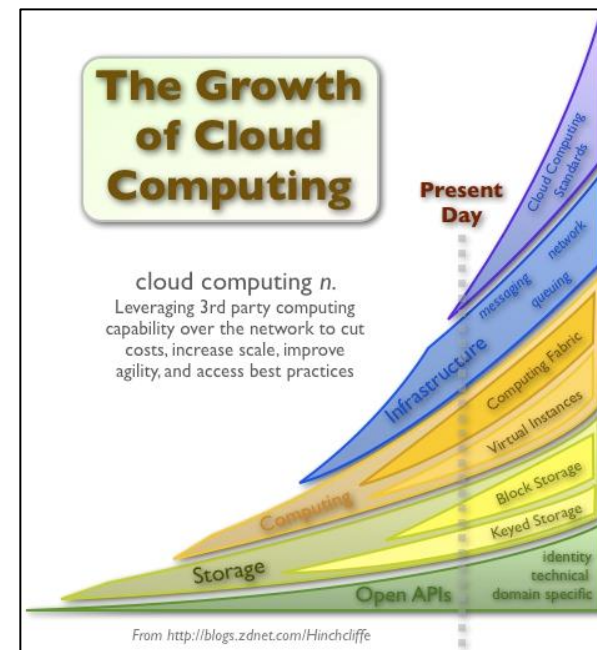 The Growth
of Cloud
Computing
Present
Day
cloud computing n.
Leveraging 3rd party computing
capability over the network to cut
costs, increase scale, improve
agility, and access best practices
Cloud Computing
Standards
messaging network
queuing
Infrastructure
Computing Fabric
Virtual Instances
Computing
Block Storage
Keyed Storage
Storage
identity
technical
domain specific
Open APIs
From http://blogs.zdnet.com/Hinchcliffe